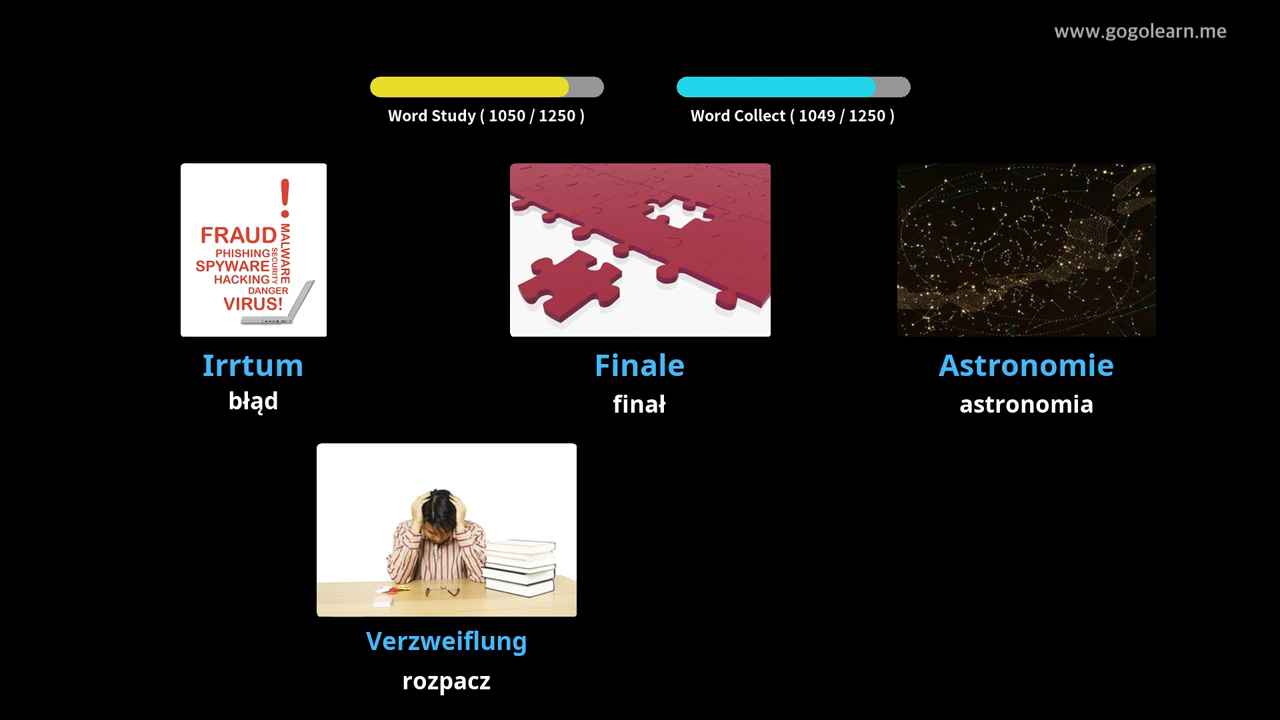 www.gogolearn.me
Word Study ( 1050 / 1250 )
Word Collect ( 1049 / 1250 )
!
FRAUD
PHISHING
SPYWARE
HACKING
DANGER
VIRUS!
MALWARE
SECURITY
Irrtum
błąd
Finale
finał
Astronomie
astronomia
Verzweiflung
rozpacz